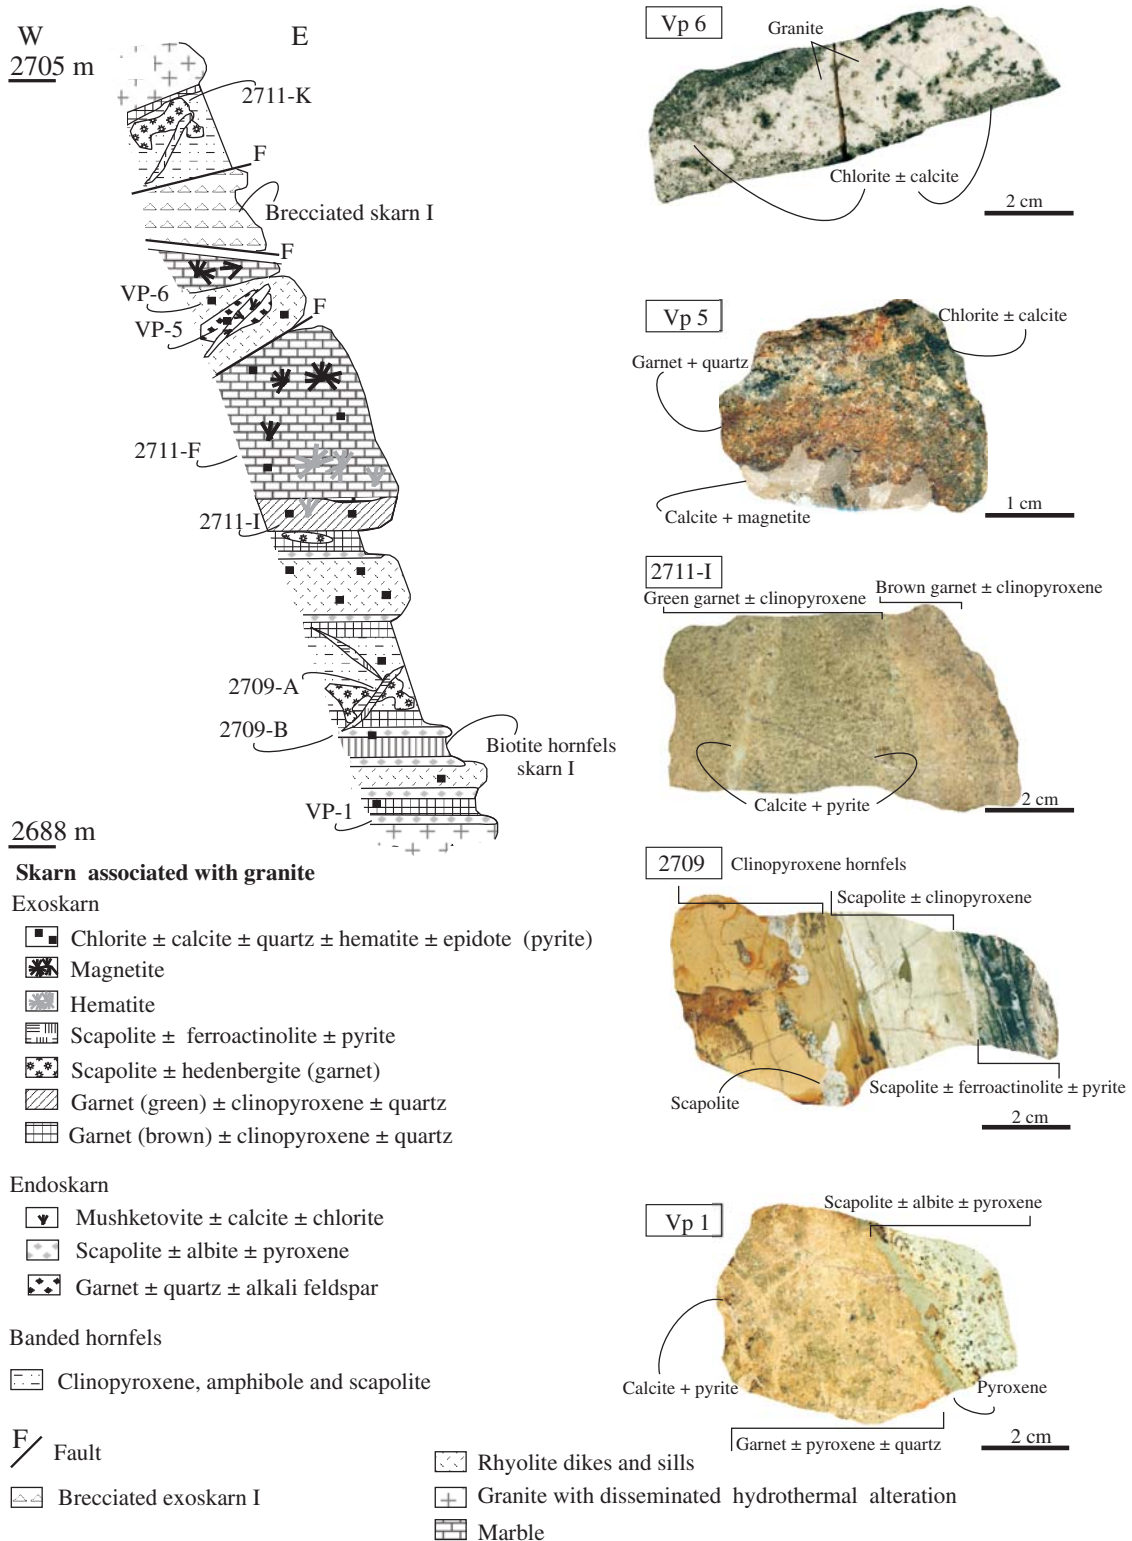 W
E
2705 m
2711-K
F
Brecciated skarn I
F
VP-6
VP-5
F
2711-F
2711-I
2709-A
2709-B
Biotite hornfels
skarn I
VP-1
2688 m
Skarn associated with granite
Exoskarn
Chlorite ± calcite ± quartz ± hematite ± epidote (pyrite)
Magnetite
Hematite
Scapolite ± ferroactinolite ± pyrite
Scapolite ± hedenbergite (garnet)
Garnet (green) ± clinopyroxene ± quartz
Garnet (brown) ± clinopyroxene ± quartz
Endoskarn
Mushketovite ± calcite ± chlorite
Scapolite ± albite ± pyroxene
Garnet ± quartz ± alkali feldspar
Banded hornfels
Clinopyroxene, amphibole and scapolite
F
Fault
Brecciated exoskarn I
Rhyolite dikes and sills
Granite with disseminated hydrothermal alteration
Marble
Vp 6
Granite
Chlorite ± calcite
2 cm
Vp 5
Chlorite ± calcite
Garnet + quartz
Calcite + magnetite
1 cm
2711-I
Green garnet ± clinopyroxene
Brown garnet ± clinopyroxene
Calcite + pyrite
2 cm
2709
Clinopyroxene hornfels
Scapolite ± clinopyroxene
Scapolite
Scapolite ± ferroactinolite ± pyrite
2 cm
Vp 1
Scapolite ± albite ± pyroxene
Calcite + pyrite
Pyroxene
Garnet ± pyroxene ± quartz
2 cm